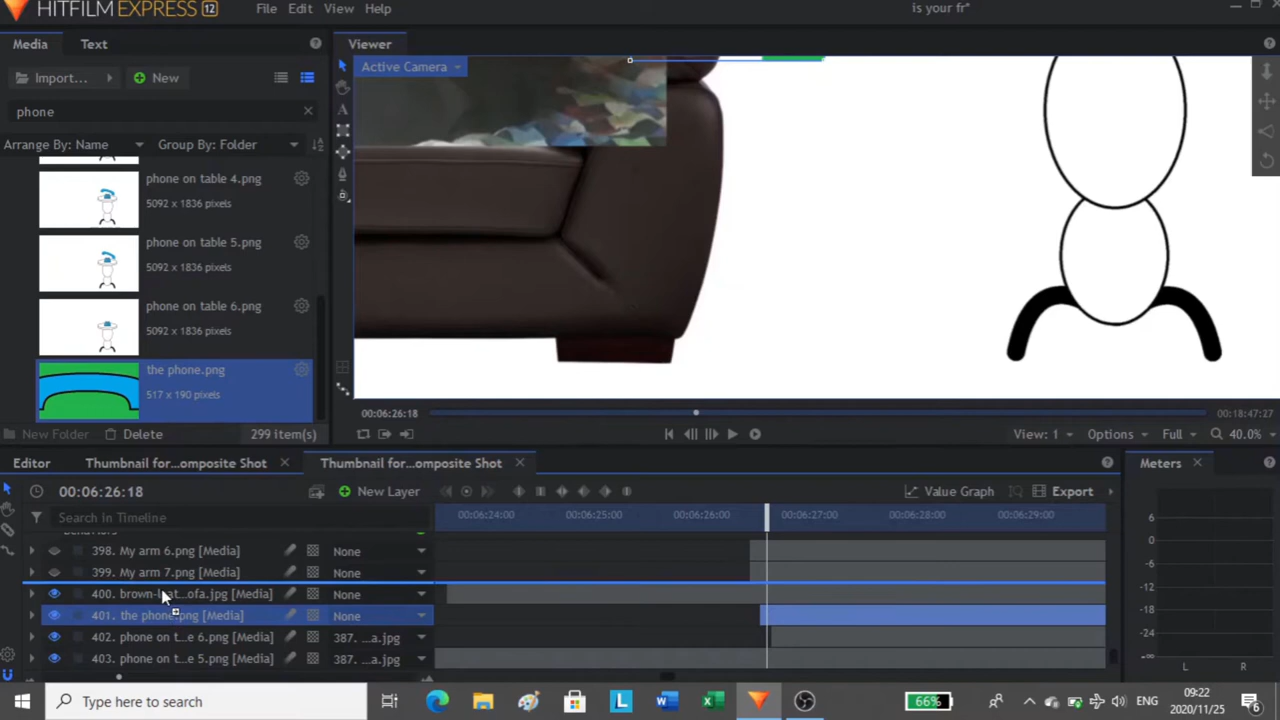 HITFILM EXPRESS 12
File Edit View Help
is your fr*
Media Text
Viewer
Import... New
Active Camera
phone
Arrange By: Name Group By: Folder
phone on table 4.png
5092 x 1836 pixels
phone on table 5.png
5092 x 1836 pixels
phone on table 6.png
5092 x 1836 pixels
the phone.png
517 x 190 pixels
00:06:26:18
00:18:47:27
New Folder Delete 299 item(s)
View: 1 Options Full 40.0%
Editor Thumbnail for...omposite Shot Thumbnail for...omposite Shot
Meters
00:06:26:18 New Layer
Value Graph Export
Search in Timeline
00:06:24:00 00:06:25:00 00:06:26:00 00:06:27:00 00:06:28:00 00:06:29:00
398. My arm 6.png [Media] None
399. My arm 7.png [Media] None
400. brown-l at...ofa.jpg [Media] None
401. the phone.png [Media] None
402. phone on t...e 6.png [Media] 387. ...a.jpg
403. phone on t...e 5.png [Media] 387. ...a.jpg
6
0
-6
-12
-18
-24
-∞
L R
Type here to search
66%
ENG
09:22
2020/11/25
6